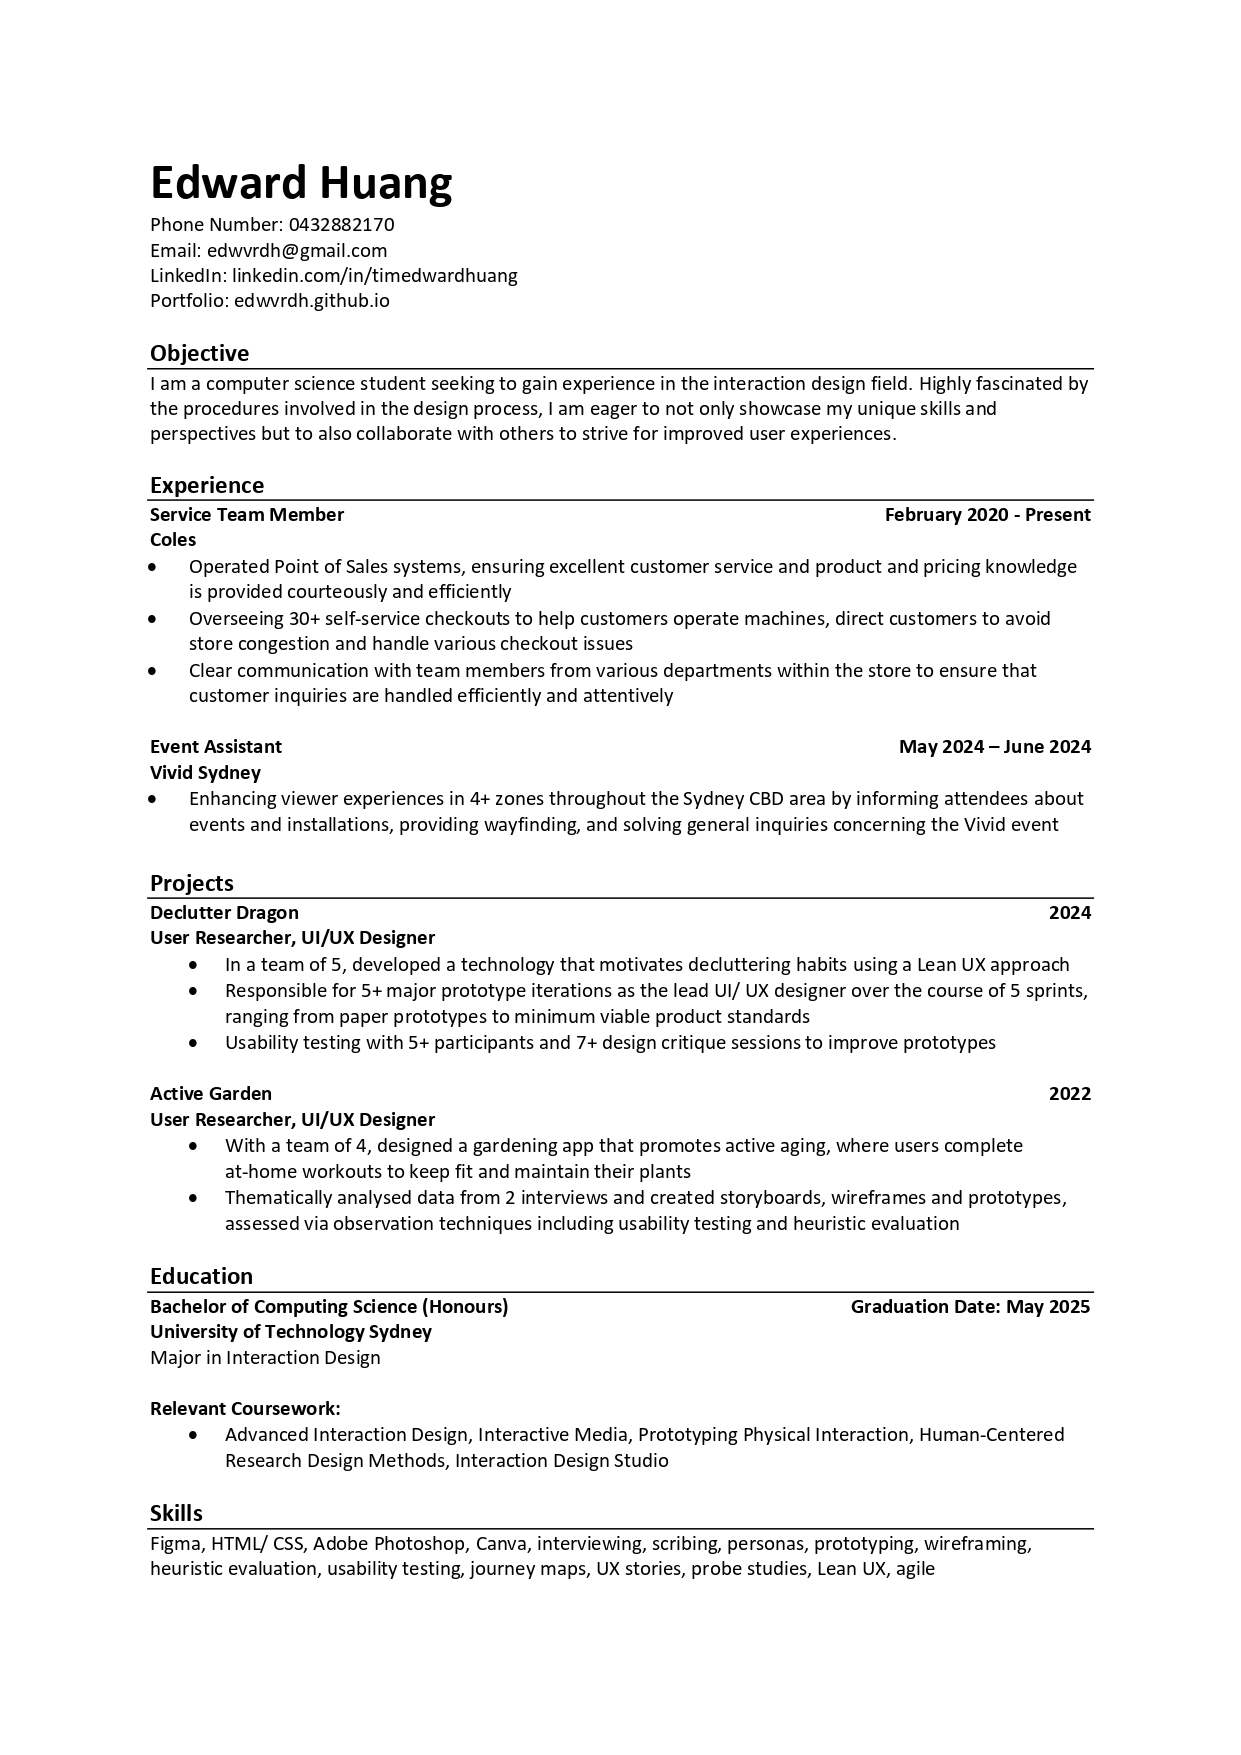 Edward Huang
Phone Number: 0432882170
Email: edwvrdh@gmail.com
LinkedIn: linkedin.com/in/timedwardhuang
Portfolio: edwvrdh.github.io
Objective
I am a computer science student seeking to gain experience in the interaction design field. Highly fascinated by
the procedures involved in the design process, I am eager to not only showcase my unique skills and
perspectives but to also collaborate with others to strive for improved user experiences.
Experience
Service Team Member February 2020 - Present
Coles
• Operated Point of Sales systems, ensuring excellent customer service and product and pricing knowledge
is provided courteously and efficiently
• Overseeing 30+ self-service checkouts to help customers operate machines, direct customers to avoid
store congestion and handle various checkout issues
• Clear communication with team members from various departments within the store to ensure that
customer inquiries are handled efficiently and attentively
Event Assistant May 2024 – June 2024
Vivid Sydney
• Enhancing viewer experiences in 4+ zones throughout the Sydney CBD area by informing attendees about
events and installations, providing wayfinding, and solving general inquiries concerning the Vivid event
Projects
Declutter Dragon 2024
User Researcher, UI/UX Designer
• In a team of 5, developed a technology that motivates decluttering habits using a Lean UX approach
• Responsible for 5+ major prototype iterations as the lead UI/ UX designer over the course of 5 sprints,
ranging from paper prototypes to minimum viable product standards
• Usability testing with 5+ participants and 7+ design critique sessions to improve prototypes
Active Garden 2022
User Researcher, UI/UX Designer
• With a team of 4, designed a gardening app that promotes active aging, where users complete
at-home workouts to keep fit and maintain their plants
• Thematically analysed data from 2 interviews and created storyboards, wireframes and prototypes,
assessed via observation techniques including usability testing and heuristic evaluation
Education
Bachelor of Computing Science (Honours) Graduation Date: May 2025
University of Technology Sydney
Major in Interaction Design
Relevant Coursework:
• Advanced Interaction Design, Interactive Media, Prototyping Physical Interaction, Human-Centered
Research Design Methods, Interaction Design Studio
Skills
Figma, HTML/ CSS, Adobe Photoshop, Canva, interviewing, scribing, personas, prototyping, wireframing,
heuristic evaluation, usability testing, journey maps, UX stories, probe studies, Lean UX, agile